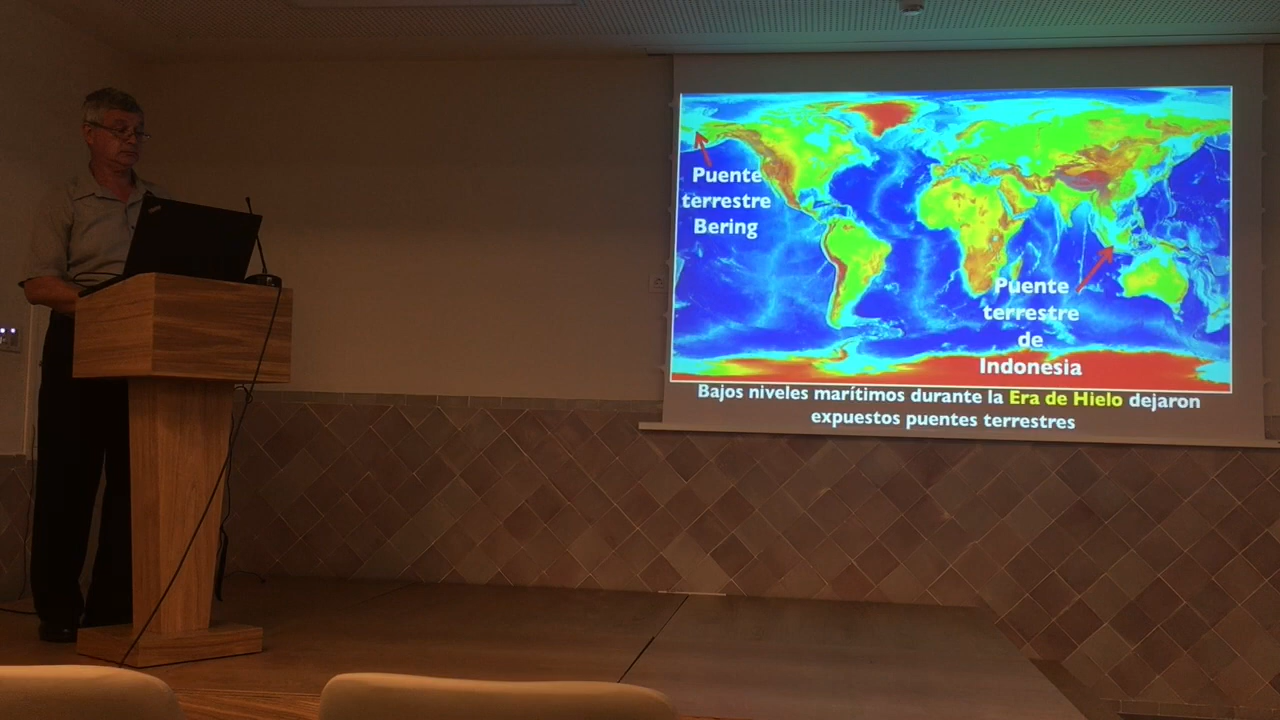 Puente
terrestre
Bering
Puente
terrestre
de
Indonesia
Bajos niveles marítimos durante la Era de Hielo dejaron
expuestos puentes terrestres